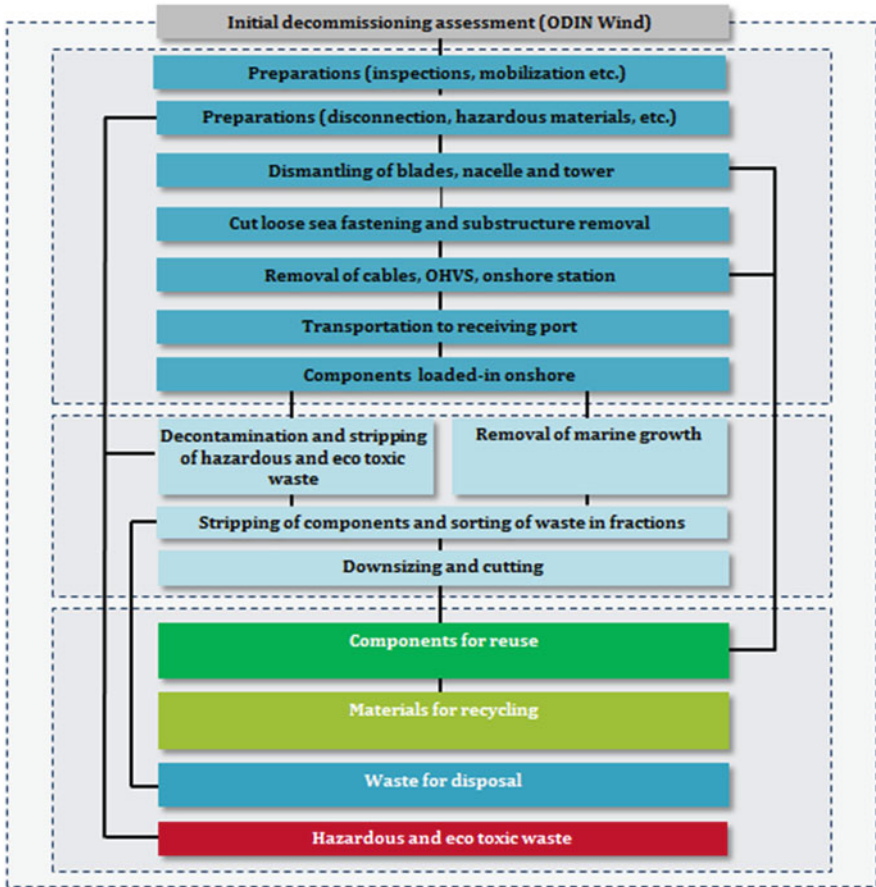 Initial decommissioning assessment (ODIN Wind)
Preparations (inspections, mobilization etc.)
Preparations (disconnection, hazardous materials, etc.)
Dismantling of blades, nacelle and tower
Cut loose sea fastening and substructure removal
Removal of cables, OHVS, onshore station
Transportation to receiving port
Components loaded-in onshore
Decontamination and stripping
of hazardous and eco toxic
waste
Removal of marine growth
Stripping of components and sorting of waste in fractions
Downsizing and cutting
Components for reuse
Materials for recycling
Waste for disposal
Hazardous and eco toxic waste